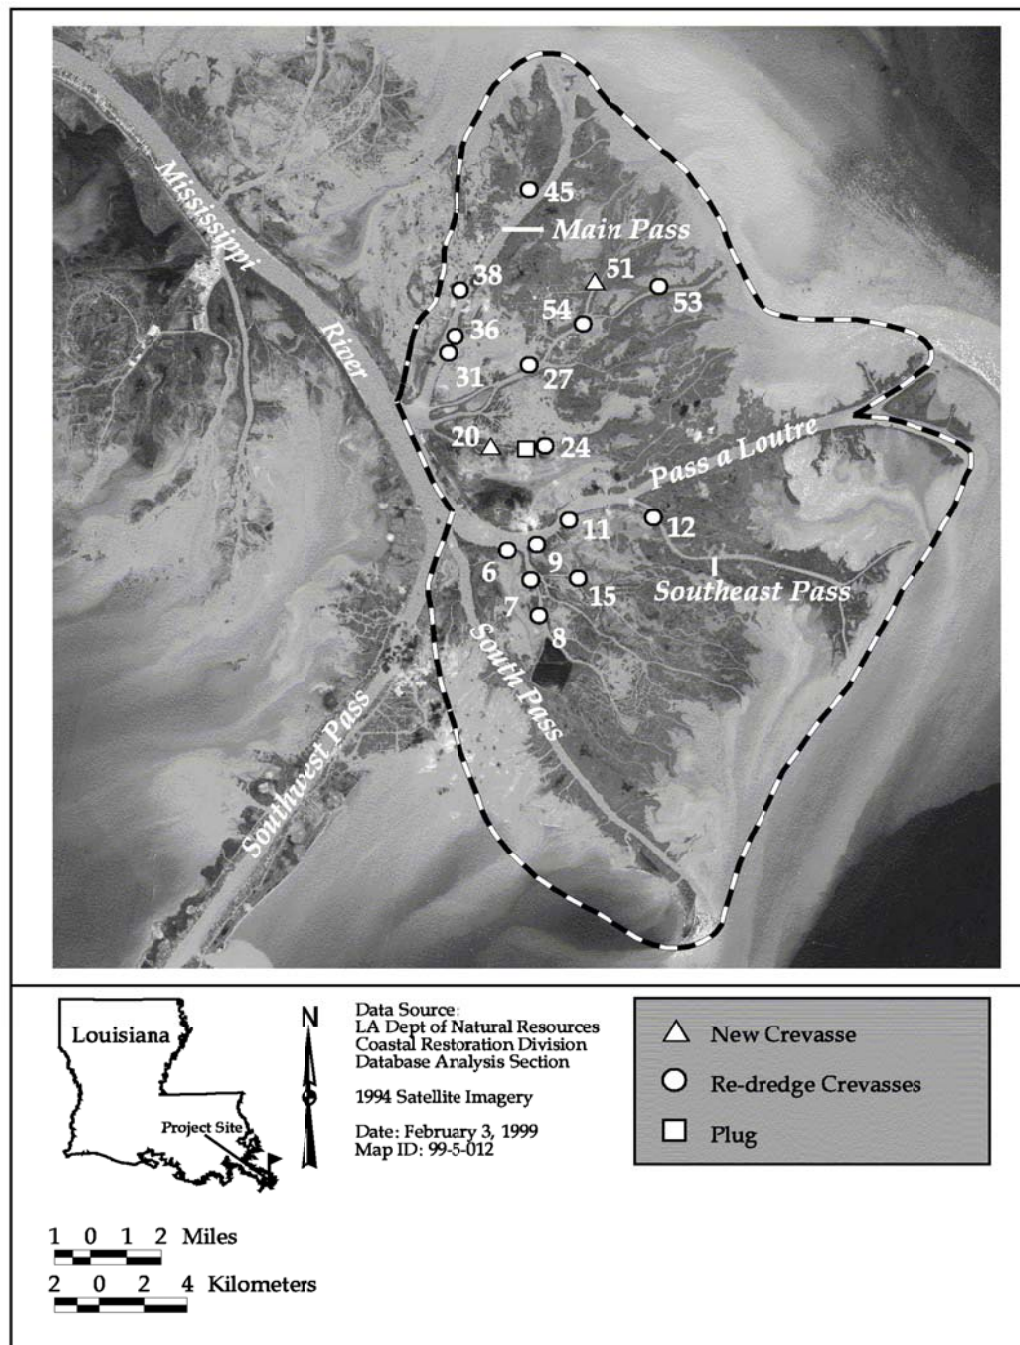 Mississippi
River
45
Main Pass
38
51
53
54
36
31
27
20
24
Pass a Loutre
11
12
6
9
Southeast Pass
7
15
8
South Pass
Southwest Pass
Louisiana
Project Site
N
Data Source:
LA Dept of Natural Resources
Coastal Restoration Division
Database Analysis Section
1994 Satellite Imagery
Date: February 3, 1999
Map ID: 99-5-012
New Crevasse
Re-dredge Crevasses
Plug
1 0 1 2 Miles
2 0 2 4 Kilometers